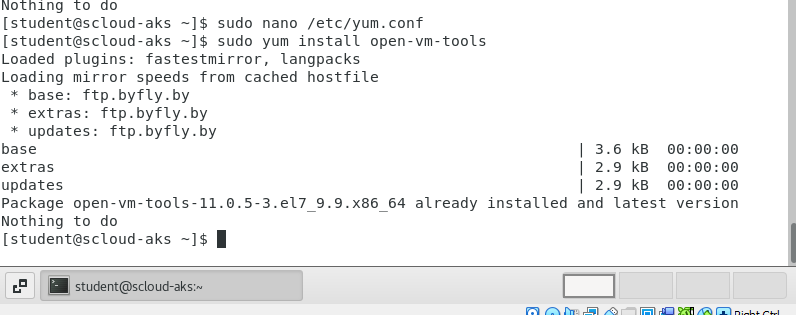 Nothing to do
[student@scloud-aks ~]$ sudo nano /etc/yum.conf
[student@scloud-aks ~]$ sudo yum install open-vm-tools
Loaded plugins: fastestmirror, langpacks
Loading mirror speeds from cached hostfile
 * base: ftp.byfly.by
 * extras: ftp.byfly.by
 * updates: ftp.byfly.by
base | 3.6 kB 00:00:00
extras | 2.9 kB 00:00:00
updates | 2.9 kB 00:00:00
Package open-vm-tools-11.0.5-3.el7_9.9.x86_64 already installed and latest version
Nothing to do
[student@scloud-aks ~]$
student@scloud-aks:~
Right Ctrl